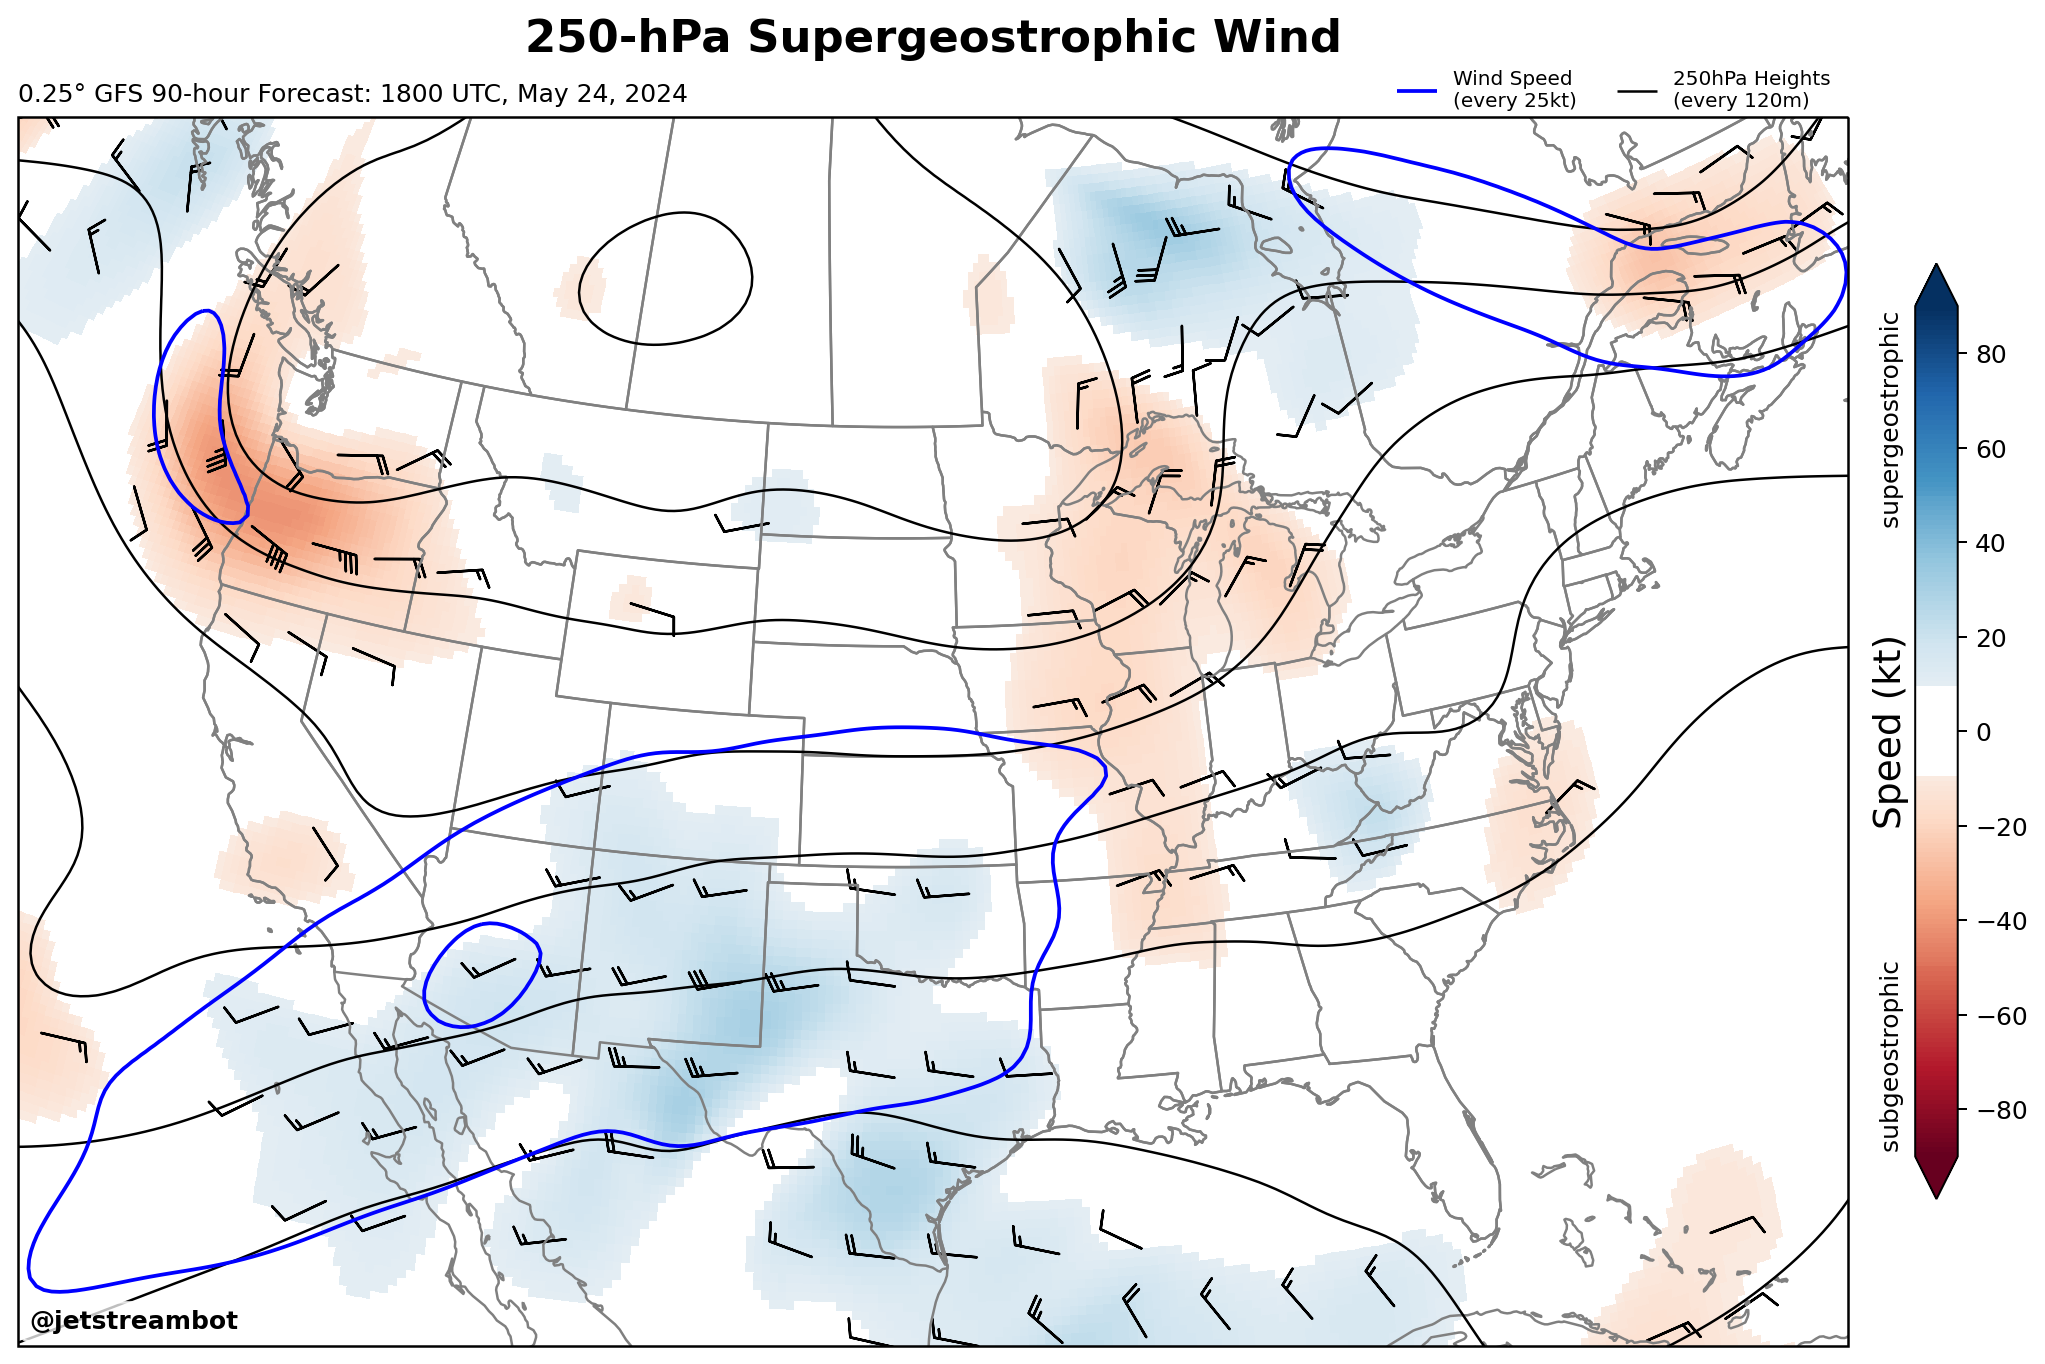 250-hPa Supergeostrophic Wind
0.25° GFS 90-hour Forecast: 1800 UTC, May 24, 2024
Wind Speed
(every 25kt)
250hPa Heights
(every 120m)
supergeostrophic
subgeostrophic
Speed (kt)
80
60
40
20
0
−20
−40
−60
−80
@jetstreambot